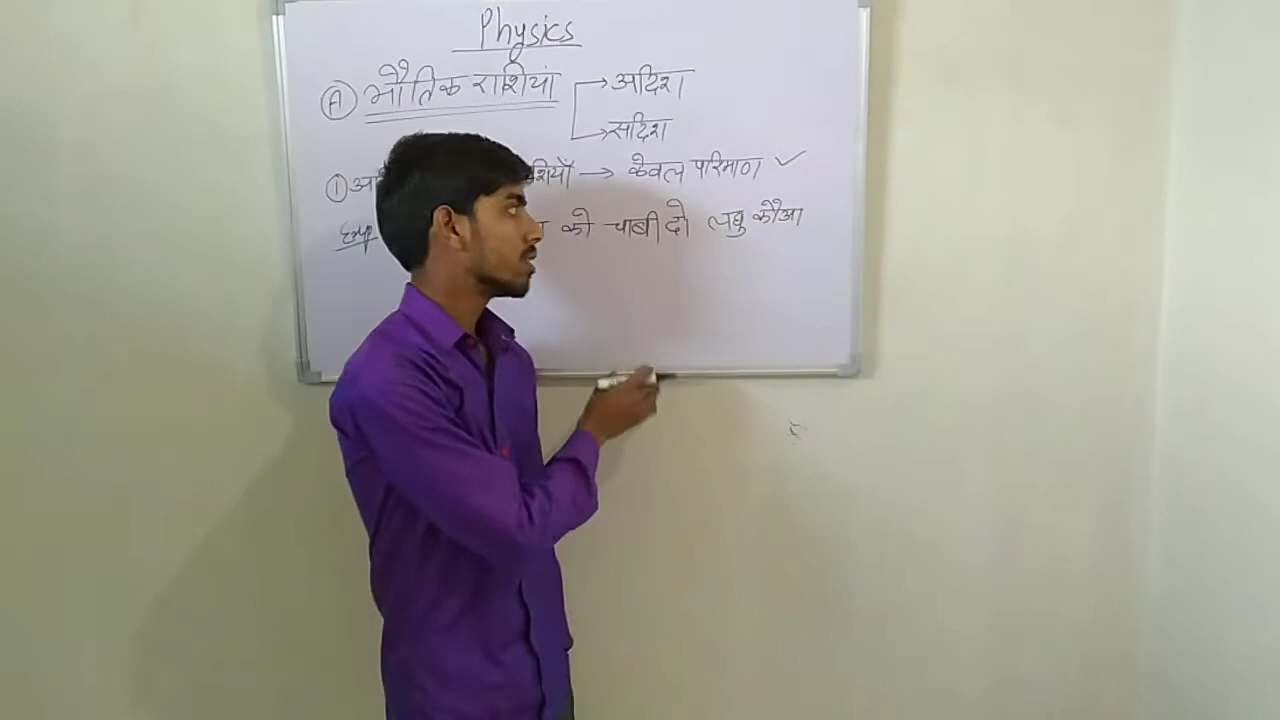 Physics
(A) भौतिक राशियां → अदिश
→ सदिश
① → केवल परिमाण ✓
Exp को चाबी दो लघु कौआ